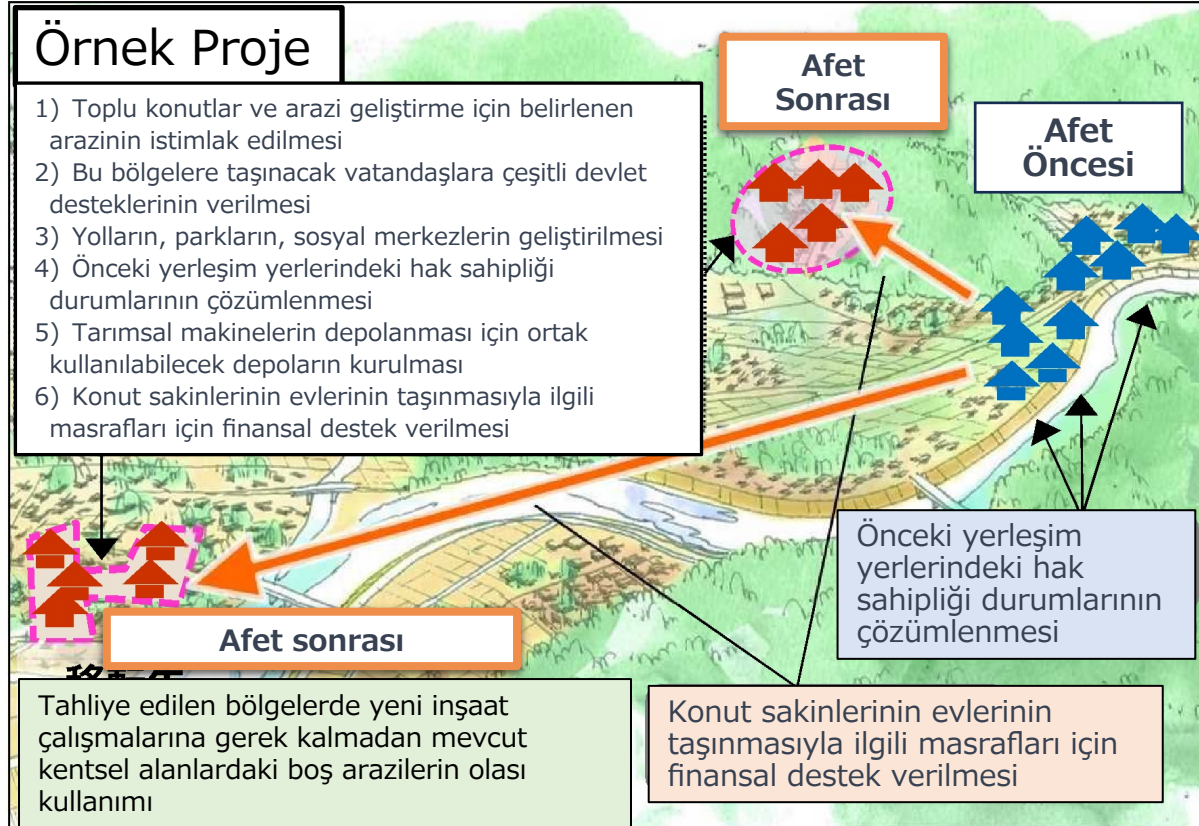 Örnek Proje
1) Toplu konutlar ve arazi geliştirme için belirlenen
arazinin istimlak edilmesi
2) Bu bölgelere taşınacak vatandaşlara çeşitli devlet
desteklerinin verilmesi
3) Yolların, parkların, sosyal merkezlerin geliştirilmesi
4) Önceki yerleşim yerlerindeki hak sahipliği
durumlarının çözümlenmesi
5) Tarımsal makinelerin depolanması için ortak
kullanılabilecek depoların kurulması
6) Konut sakinlerinin evlerinin taşınmasıyla ilgili
masrafları için finansal destek verilmesi
Afet
Sonrası
Afet
Öncesi
Afet sonrası
Önceki yerleşim
yerlerindeki hak
sahipliği durumlarının
çözümlenmesi
Tahliye edilen bölgelerde yeni inşaat
çalışmalarına gerek kalmadan mevcut
kentsel alanlardaki boş arazilerin olası
kullanımı
Konut sakinlerinin evlerinin
taşınmasıyla ilgili masrafları için
finansal destek verilmesi